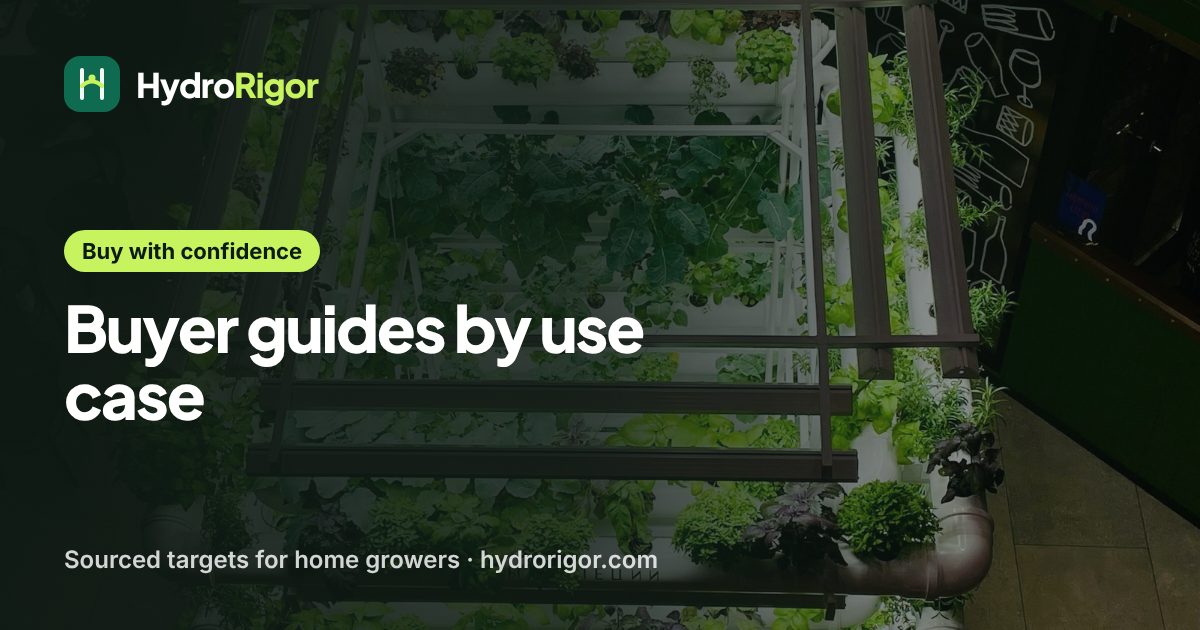 HydroRigor
Buy with confidence
Buyer guides by use
case
Sourced targets for home growers · hydrorigor.com